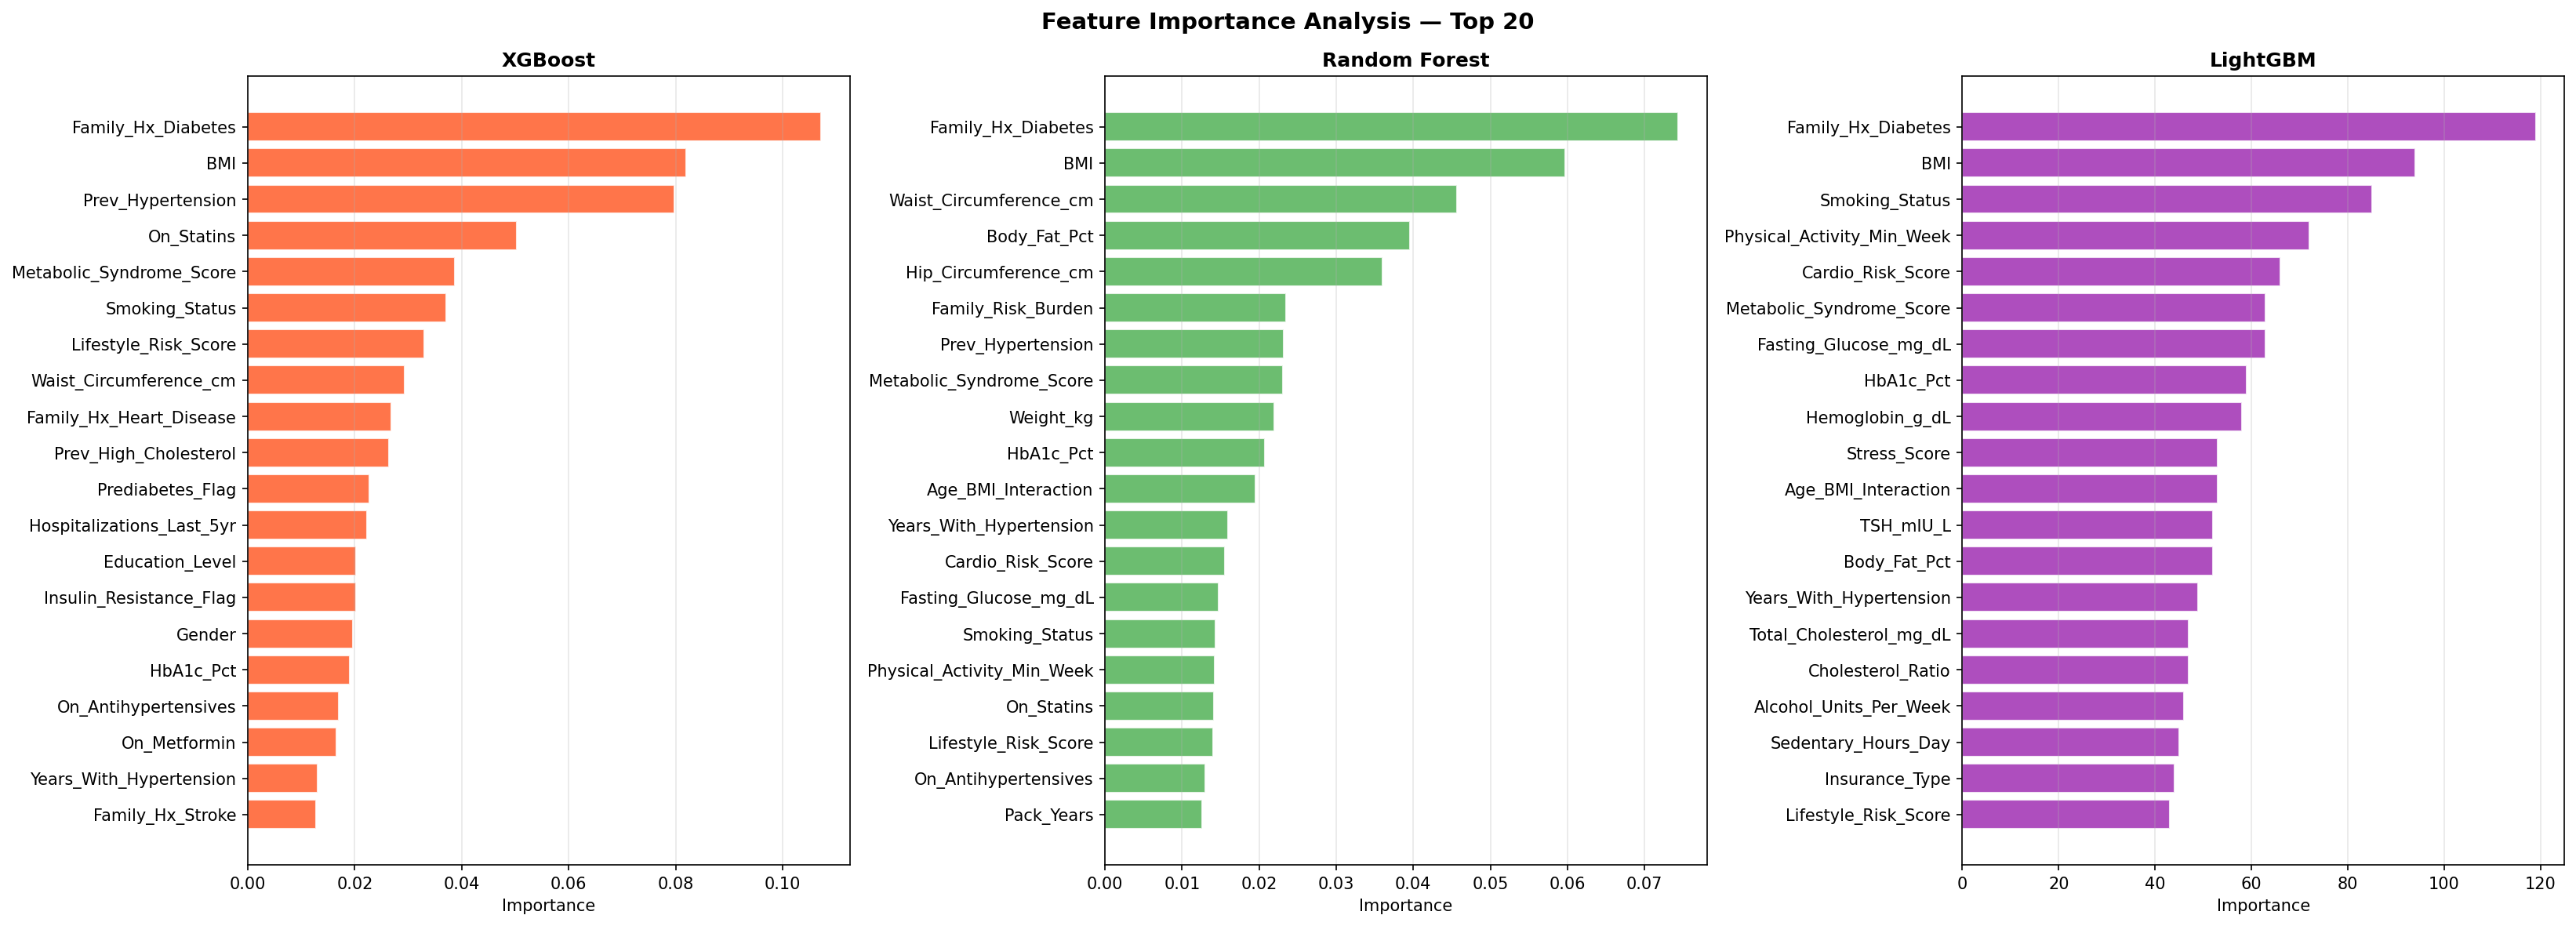 Feature Importance Analysis — Top 20
XGBoost
Family_Hx_Diabetes
BMI
Prev_Hypertension
On_Statins
Metabolic_Syndrome_Score
Smoking_Status
Lifestyle_Risk_Score
Waist_Circumference_cm
Family_Hx_Heart_Disease
Prev_High_Cholesterol
Prediabetes_Flag
Hospitalizations_Last_5yr
Education_Level
Insulin_Resistance_Flag
Gender
HbA1c_Pct
On_Antihypertensives
On_Metformin
Years_With_Hypertension
Family_Hx_Stroke
0.00 0.02 0.04 0.06 0.08 0.10
Importance
Random Forest
Family_Hx_Diabetes
BMI
Waist_Circumference_cm
Body_Fat_Pct
Hip_Circumference_cm
Family_Risk_Burden
Prev_Hypertension
Metabolic_Syndrome_Score
Weight_kg
HbA1c_Pct
Age_BMI_Interaction
Years_With_Hypertension
Cardio_Risk_Score
Fasting_Glucose_mg_dL
Smoking_Status
Physical_Activity_Min_Week
On_Statins
Lifestyle_Risk_Score
On_Antihypertensives
Pack_Years
0.00 0.01 0.02 0.03 0.04 0.05 0.06 0.07
Importance
LightGBM
Family_Hx_Diabetes
BMI
Smoking_Status
Physical_Activity_Min_Week
Cardio_Risk_Score
Metabolic_Syndrome_Score
Fasting_Glucose_mg_dL
HbA1c_Pct
Hemoglobin_g_dL
Stress_Score
Age_BMI_Interaction
TSH_mIU_L
Body_Fat_Pct
Years_With_Hypertension
Total_Cholesterol_mg_dL
Cholesterol_Ratio
Alcohol_Units_Per_Week
Sedentary_Hours_Day
Insurance_Type
Lifestyle_Risk_Score
0 20 40 60 80 100 120
Importance